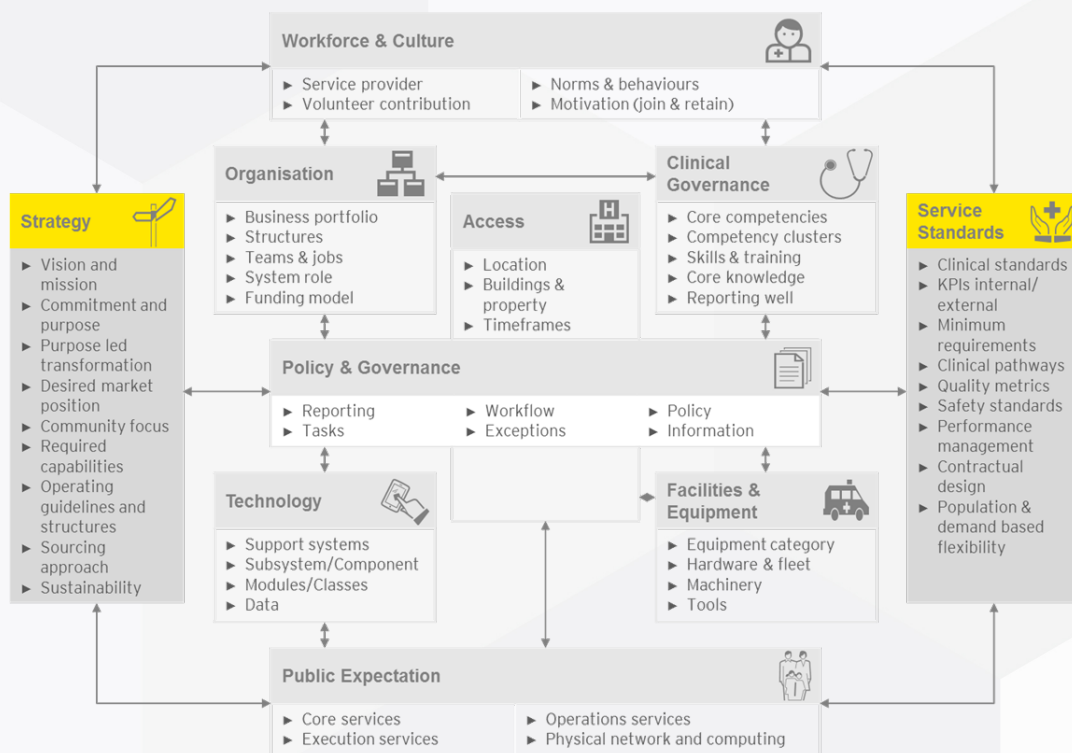 Workforce & Culture
► Service provider
► Volunteer contribution
► Norms & behaviours
► Motivation (join & retain)
Organisation
► Business portfolio
► Structures
► Teams & jobs
► System role
► Funding model
Clinical
Governance
► Core competencies
► Competency clusters
► Skills & training
► Core knowledge
► Reporting well
Strategy
► Vision and
mission
► Commitment and
purpose
► Purpose led
transformation
► Desired market
position
► Community focus
► Required
capabilities
► Operating
guidelines and
structures
► Sourcing
approach
► Sustainability
Access
H
► Location
► Buildings &
property
► Timeframes
Service
Standards
► Clinical standards
► KPIs internal/
external
► Minimum
requirements
► Clinical pathways
► Quality metrics
► Safety standards
► Performance
management
► Contractual
design
► Population &
demand based
flexibility
Policy & Governance
► Reporting
► Tasks
► Workflow
► Exceptions
► Policy
► Information
Technology
► Support systems
► Subsystem/Component
► Modules/Classes
► Data
Facilities &
Equipment
► Equipment category
► Hardware & fleet
► Machinery
► Tools
Public Expectation
► Core services
► Execution services
► Operations services
► Physical network and computing